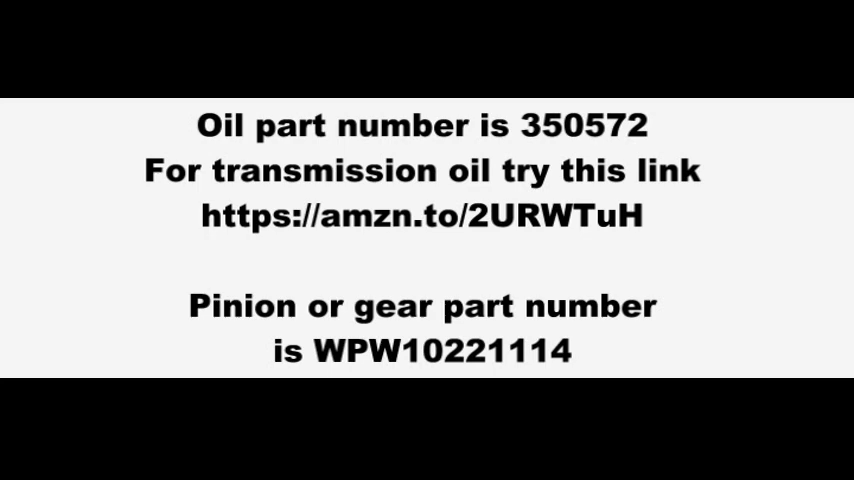 Oil part number is 350572
For transmission oil try this link
https://amzn.to/2URWTuH
Pinion or gear part number
is WPW10221114